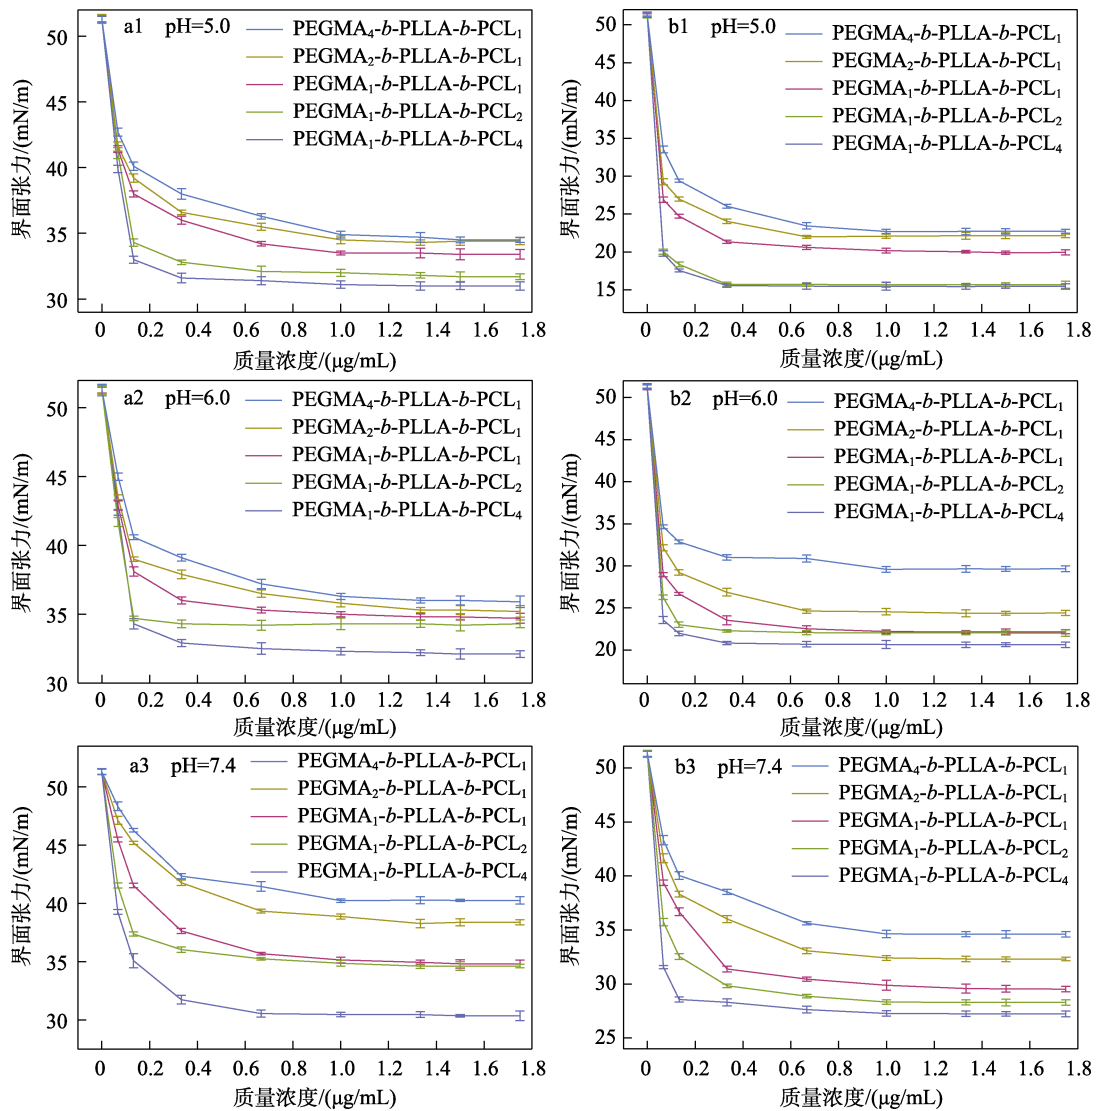 a1 pH=5.0
PEGMA₄-b-PLLA-b-PCL₁
PEGMA₂-b-PLLA-b-PCL₁
PEGMA₁-b-PLLA-b-PCL₁
PEGMA₁-b-PLLA-b-PCL₂
PEGMA₁-b-PLLA-b-PCL₄
界面张力/(mN/m)
50
45
40
35
30
0 0.2 0.4 0.6 0.8 1.0 1.2 1.4 1.6 1.8
质量浓度/(μg/mL)
b1 pH=5.0
PEGMA₄-b-PLLA-b-PCL₁
PEGMA₂-b-PLLA-b-PCL₁
PEGMA₁-b-PLLA-b-PCL₁
PEGMA₁-b-PLLA-b-PCL₂
PEGMA₁-b-PLLA-b-PCL₄
界面张力/(mN/m)
50
45
40
35
30
25
20
15
0 0.2 0.4 0.6 0.8 1.0 1.2 1.4 1.6 1.8
质量浓度/(μg/mL)
a2 pH=6.0
PEGMA₄-b-PLLA-b-PCL₁
PEGMA₂-b-PLLA-b-PCL₁
PEGMA₁-b-PLLA-b-PCL₁
PEGMA₁-b-PLLA-b-PCL₂
PEGMA₁-b-PLLA-b-PCL₄
界面张力/(mN/m)
50
45
40
35
30
0 0.2 0.4 0.6 0.8 1.0 1.2 1.4 1.6 1.8
质量浓度/(μg/mL)
b2 pH=6.0
PEGMA₄-b-PLLA-b-PCL₁
PEGMA₂-b-PLLA-b-PCL₁
PEGMA₁-b-PLLA-b-PCL₁
PEGMA₁-b-PLLA-b-PCL₂
PEGMA₁-b-PLLA-b-PCL₄
界面张力/(mN/m)
50
45
40
35
30
25
20
0 0.2 0.4 0.6 0.8 1.0 1.2 1.4 1.6 1.8
质量浓度/(μg/mL)
a3 pH=7.4
PEGMA₄-b-PLLA-b-PCL₁
PEGMA₂-b-PLLA-b-PCL₁
PEGMA₁-b-PLLA-b-PCL₁
PEGMA₁-b-PLLA-b-PCL₂
PEGMA₁-b-PLLA-b-PCL₄
界面张力/(mN/m)
50
45
40
35
30
0 0.2 0.4 0.6 0.8 1.0 1.2 1.4 1.6 1.8
质量浓度/(μg/mL)
b3 pH=7.4
PEGMA₄-b-PLLA-b-PCL₁
PEGMA₂-b-PLLA-b-PCL₁
PEGMA₁-b-PLLA-b-PCL₁
PEGMA₁-b-PLLA-b-PCL₂
PEGMA₁-b-PLLA-b-PCL₄
界面张力/(mN/m)
50
45
40
35
30
25
0 0.2 0.4 0.6 0.8 1.0 1.2 1.4 1.6 1.8
质量浓度/(μg/mL)